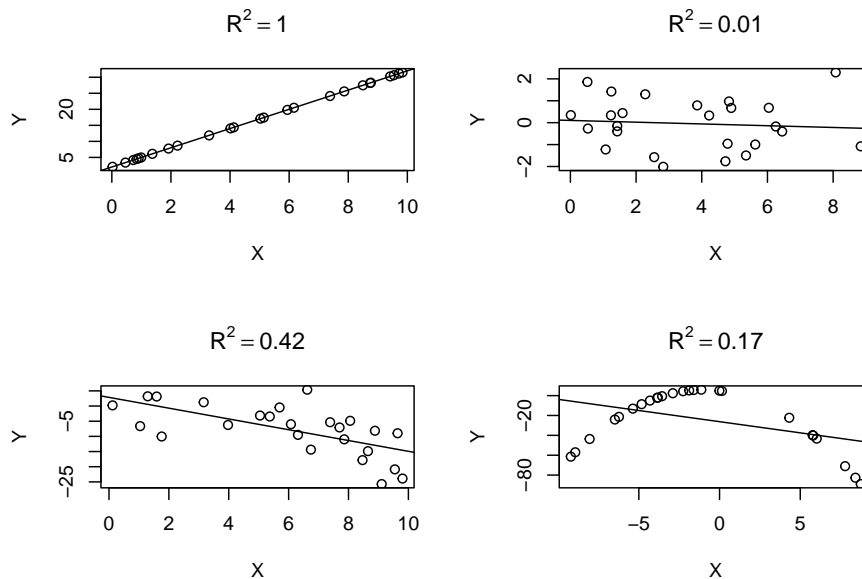 R² = 1
Y
5 20
0 2 4 6 8 10
X
R² = 0.01
Y
−2 0 2
0 2 4 6 8
X
R² = 0.42
Y
−25 −5
0 2 4 6 8 10
X
R² = 0.17
Y
−80 −20
−5 0 5
X